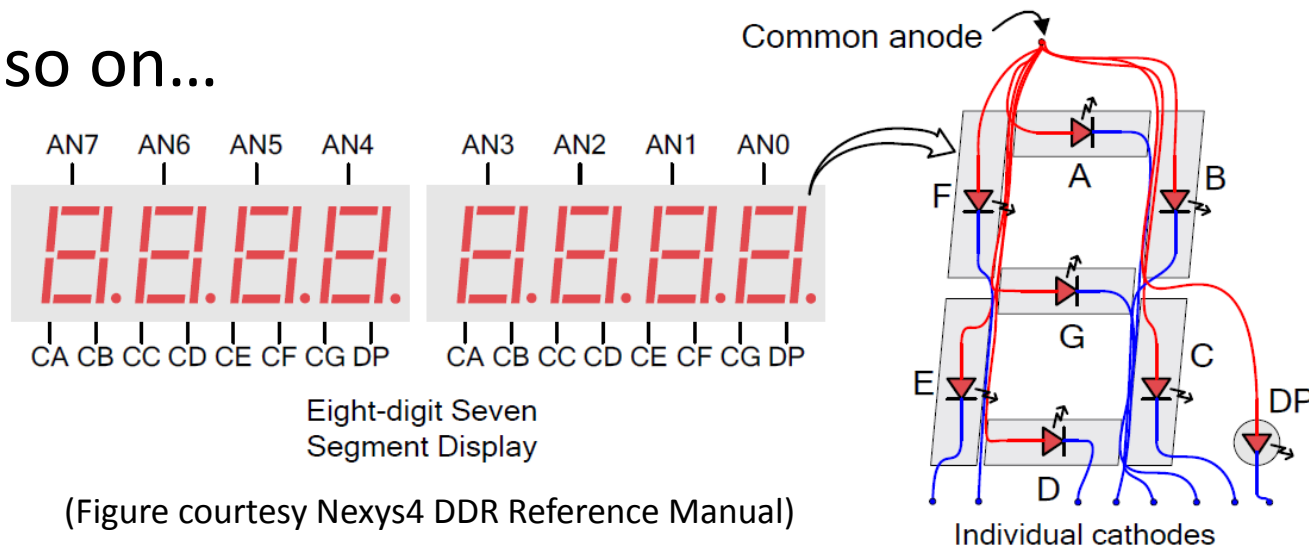 so on...
Common anode
AN7 AN6 AN5 AN4 AN3 AN2 AN1 AN0
A
B
F
G
E
C
DP
D
CA CB CC CD CE CF CG DP CA CB CC CD CE CF CG DP
Eight-digit Seven
Segment Display
(Figure courtesy Nexys4 DDR Reference Manual)
Individual cathodes